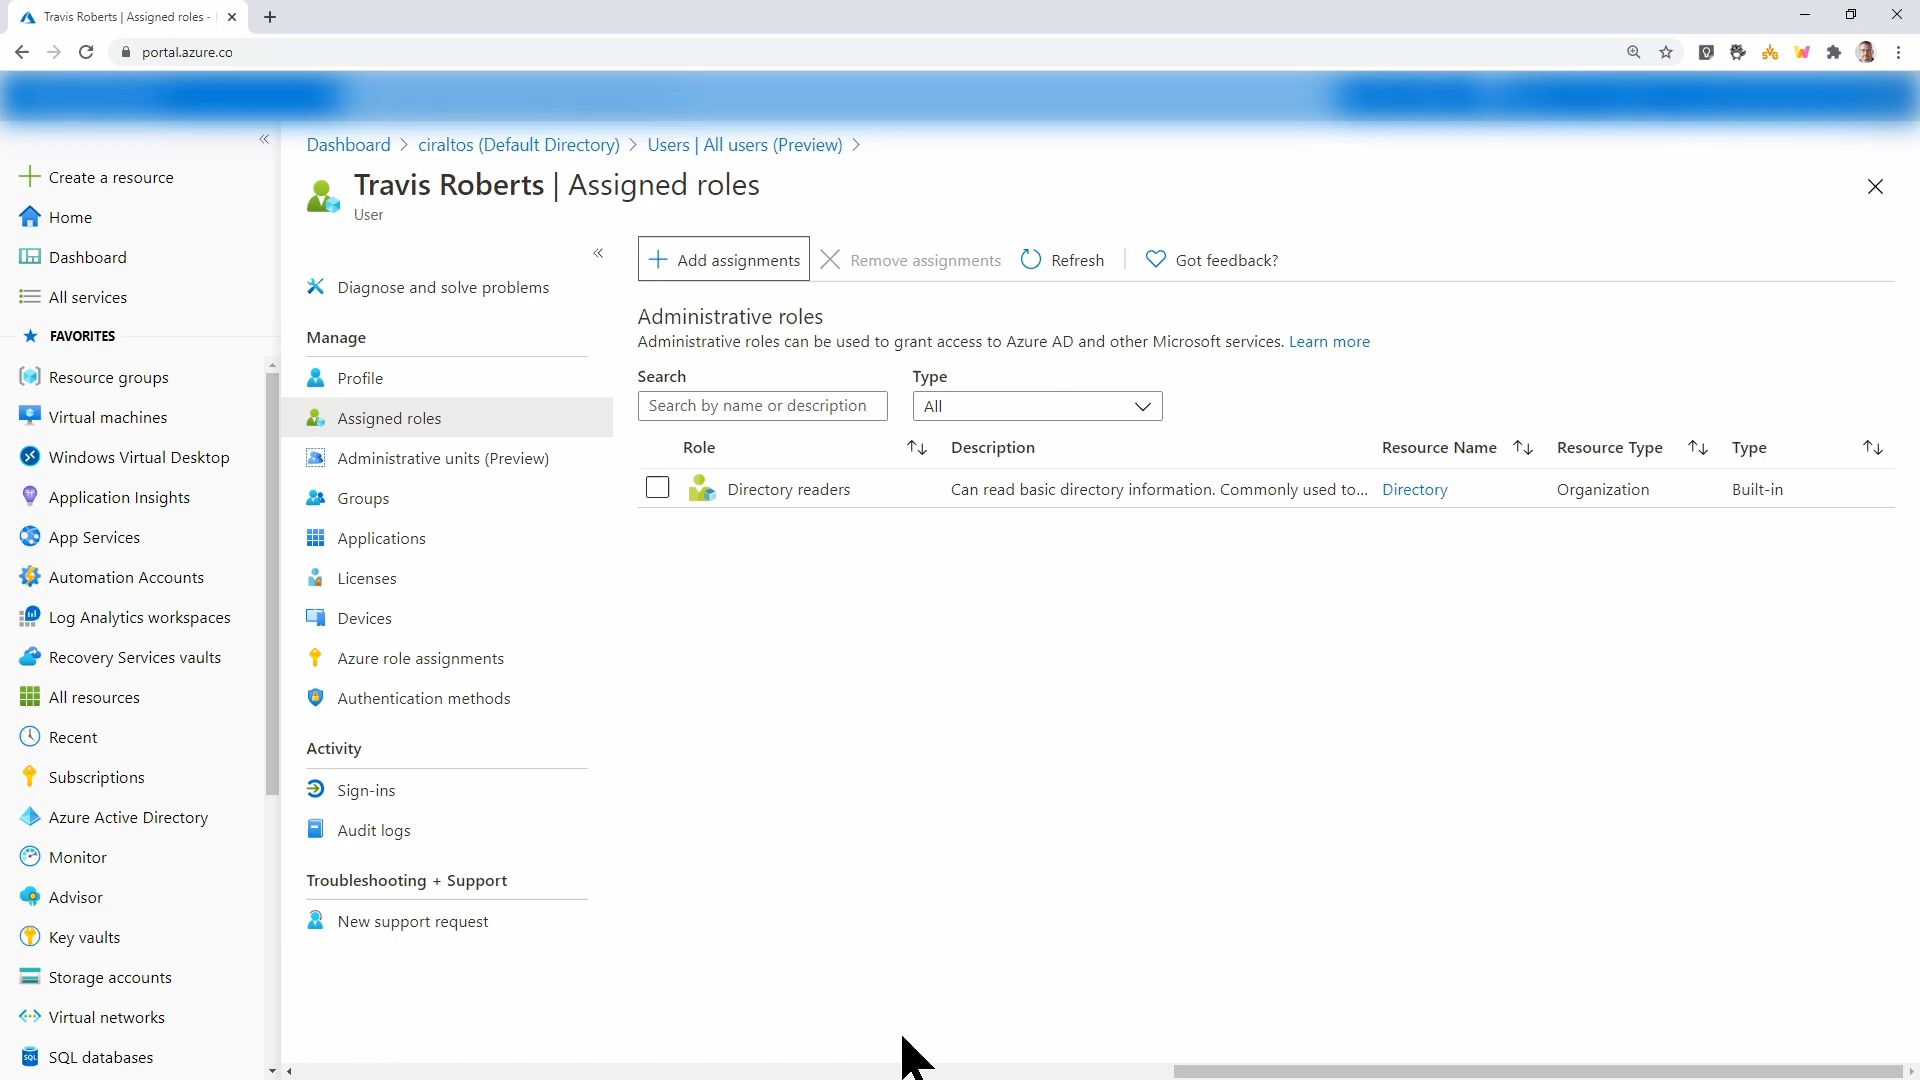 Travis Roberts | Assigned roles -
portal.azure.co
Dashboard > ciraltos (Default Directory) > Users | All users (Preview) >
Travis Roberts | Assigned roles
User
Create a resource
Home
Dashboard
All services
FAVORITES
Resource groups
Virtual machines
Windows Virtual Desktop
Application Insights
App Services
Automation Accounts
Log Analytics workspaces
Recovery Services vaults
All resources
Recent
Subscriptions
Azure Active Directory
Monitor
Advisor
Key vaults
Storage accounts
Virtual networks
SQL databases
SQL
Diagnose and solve problems
Manage
Profile
Assigned roles
Administrative units (Preview)
Groups
Applications
Licenses
Devices
Azure role assignments
Authentication methods
Activity
Sign-ins
Audit logs
Troubleshooting + Support
New support request
Add assignments Remove assignments Refresh Got feedback?
Administrative roles
Administrative roles can be used to grant access to Azure AD and other Microsoft services. Learn more
Search Type
Search by name or description All
Role Description Resource Name Resource Type Type
Directory readers Can read basic directory information. Commonly used to... Directory Organization Built-in